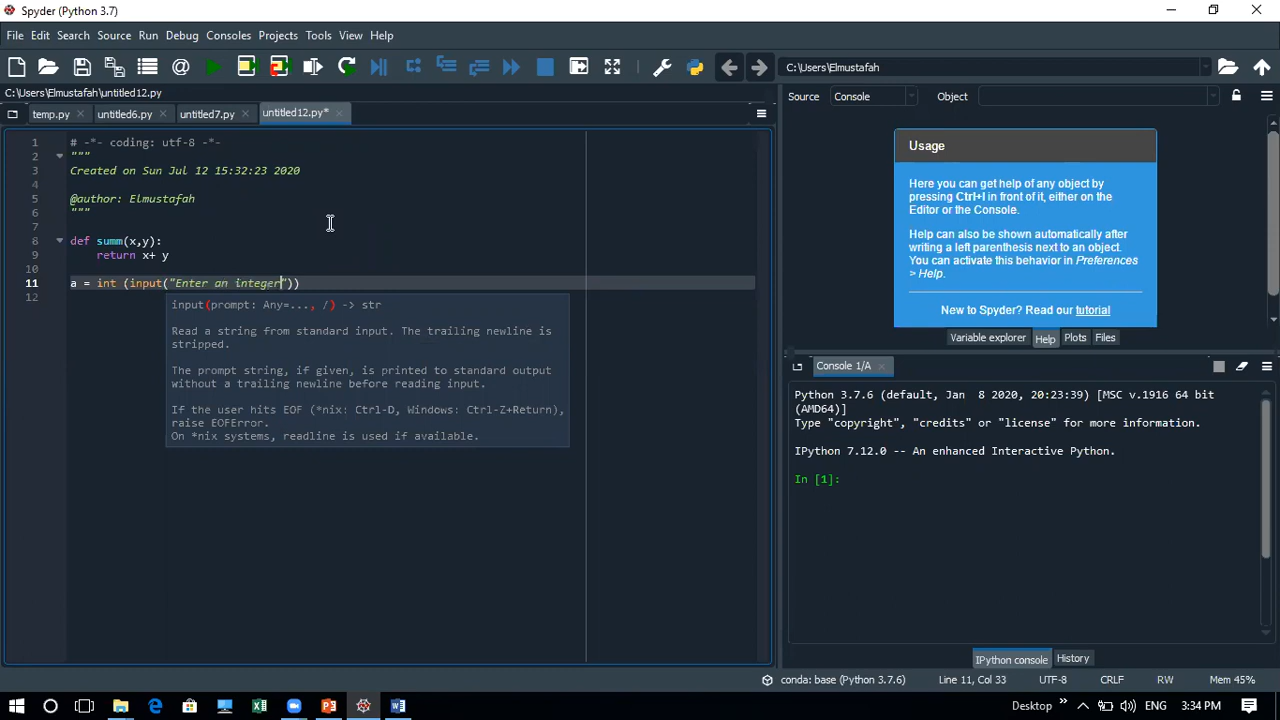 Spyder (Python 3.7)
File Edit Search Source Run Debug Consoles Projects Tools View Help
C:\Users\Elmustafah
C:\Users\Elmustafah\untitled12.py
Source Console Object
temp.py untitled6.py untitled7.py untitled12.py*
1 # -*- coding: utf-8 -*-
2 """
3 Created on Sun Jul 12 15:32:23 2020
4
5 @author: Elmustafah
6 """
7
8 def summ(x,y):
9 return x+ y
10
11 a = int (input("Enter an integer"))
12
input(prompt: Any=..., /) -> str
Read a string from standard input. The trailing newline is
stripped.
The prompt string, if given, is printed to standard output
without a trailing newline before reading input.
If the user hits EOF (*nix: Ctrl-D, Windows: Ctrl-Z+Return),
raise EOFError.
On *nix systems, readline is used if available.
Usage
Here you can get help of any object by
pressing Ctrl+I in front of it, either on the
Editor or the Console.
Help can also be shown automatically after
writing a left parenthesis next to an object.
You can activate this behavior in Preferences
> Help.
New to Spyder? Read our tutorial
Variable explorer Help Plots Files
Console 1/A
Python 3.7.6 (default, Jan  8 2020, 20:23:39) [MSC v.1916 64 bit
(AMD64)]
Type "copyright", "credits" or "license" for more information.
IPython 7.12.0 -- An enhanced Interactive Python.
In [1]:
IPython console History
conda: base (Python 3.7.6) Line 11, Col 33 UTF-8 CRLF RW Mem 45%
Desktop ENG 3:34 PM